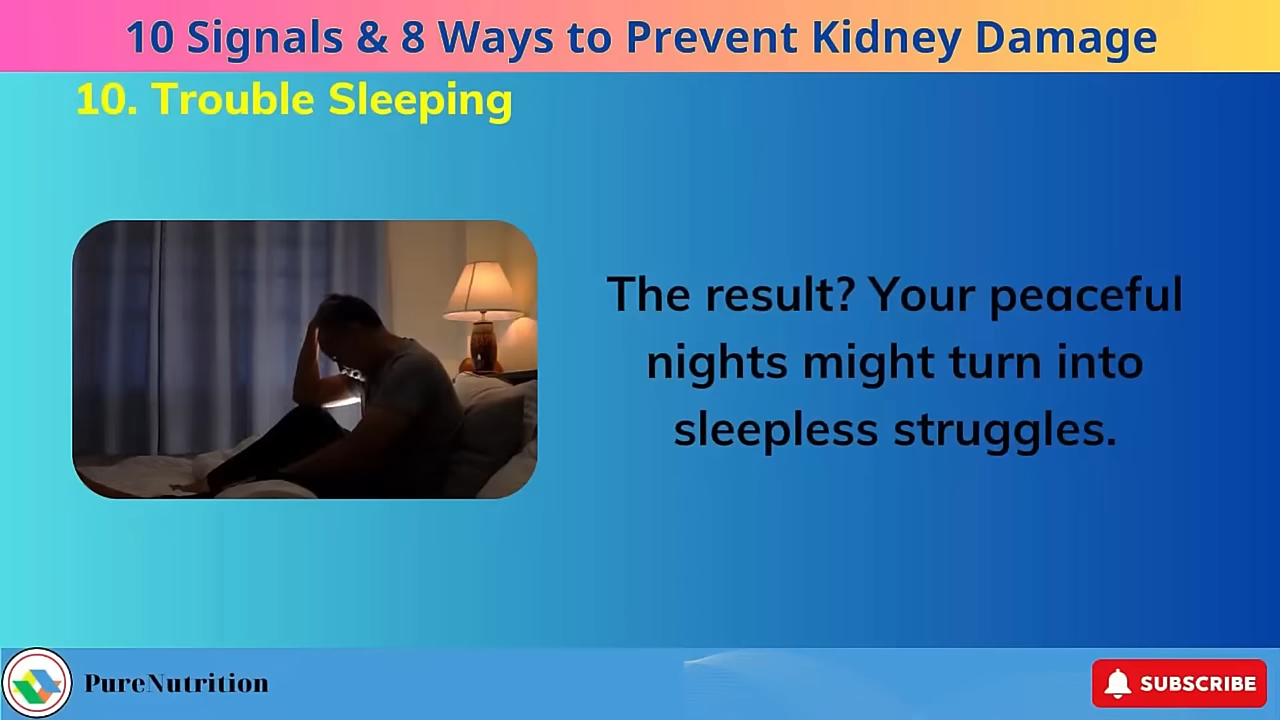 10 Signals & 8 Ways to Prevent Kidney Damage
10. Trouble Sleeping
The result? Your peaceful
nights might turn into
sleepless struggles.
PureNutrition
SUBSCRIBE